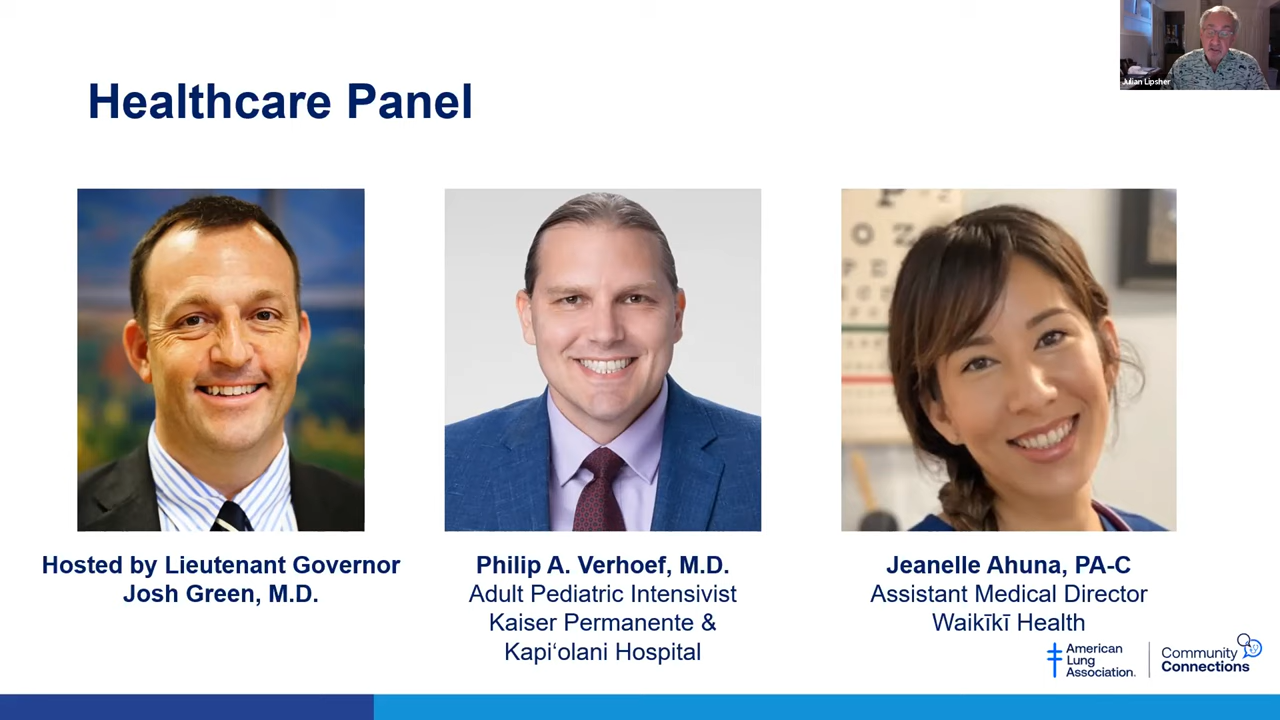 Julian Lipsher
Healthcare Panel
P
O Z
Hosted by Lieutenant Governor
Josh Green, M.D.
Philip A. Verhoef, M.D.
Adult Pediatric Intensivist
Kaiser Permanente &
Kapiʻolani Hospital
Jeanelle Ahuna, PA-C
Assistant Medical Director
Waikīkī Health
American
Lung
Association.
Community
Connections